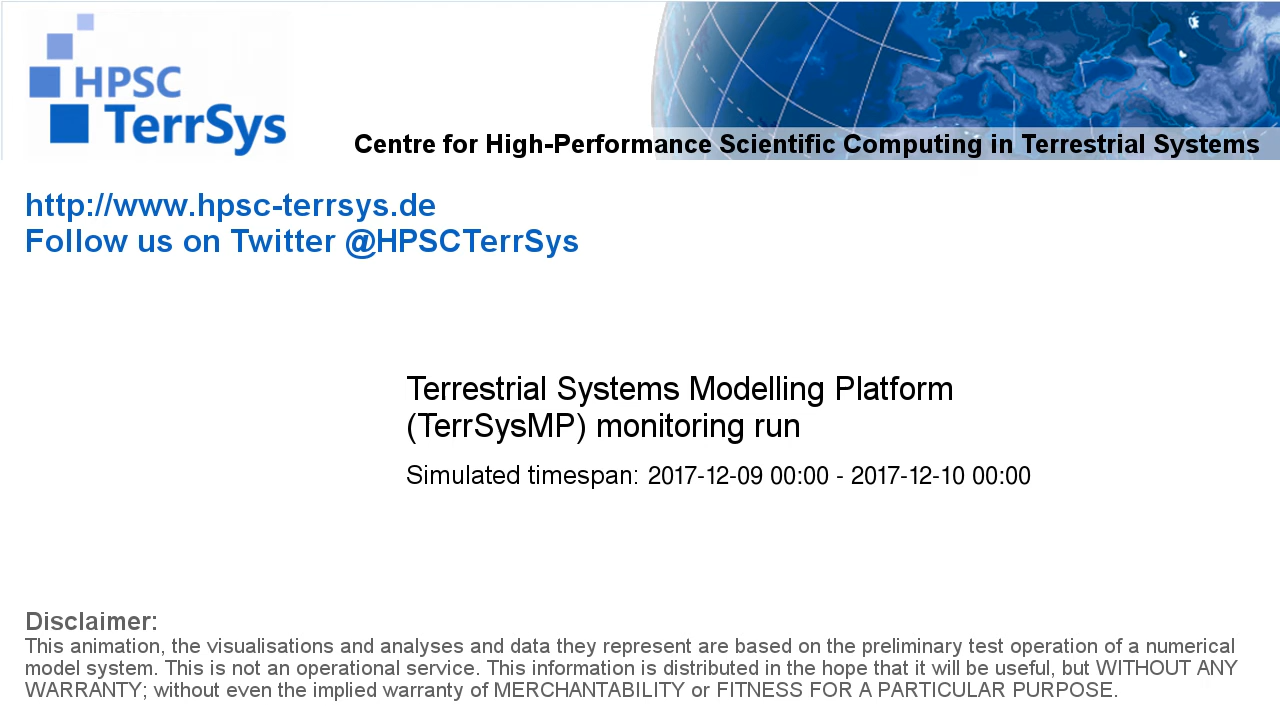 HPSC
TerrSys
Centre for High-Performance Scientific Computing in Terrestrial Systems
http://www.hpsc-terrsys.de
Follow us on Twitter @HPSCTerrSys
Terrestrial Systems Modelling Platform
(TerrSysMP) monitoring run
Simulated timespan: 2017-12-09 00:00 - 2017-12-10 00:00
Disclaimer:
This animation, the visualisations and analyses and data they represent are based on the preliminary test operation of a numerical
model system. This is not an operational service. This information is distributed in the hope that it will be useful, but WITHOUT ANY
WARRANTY; without even the implied warranty of MERCHANTABILITY or FITNESS FOR A PARTICULAR PURPOSE.